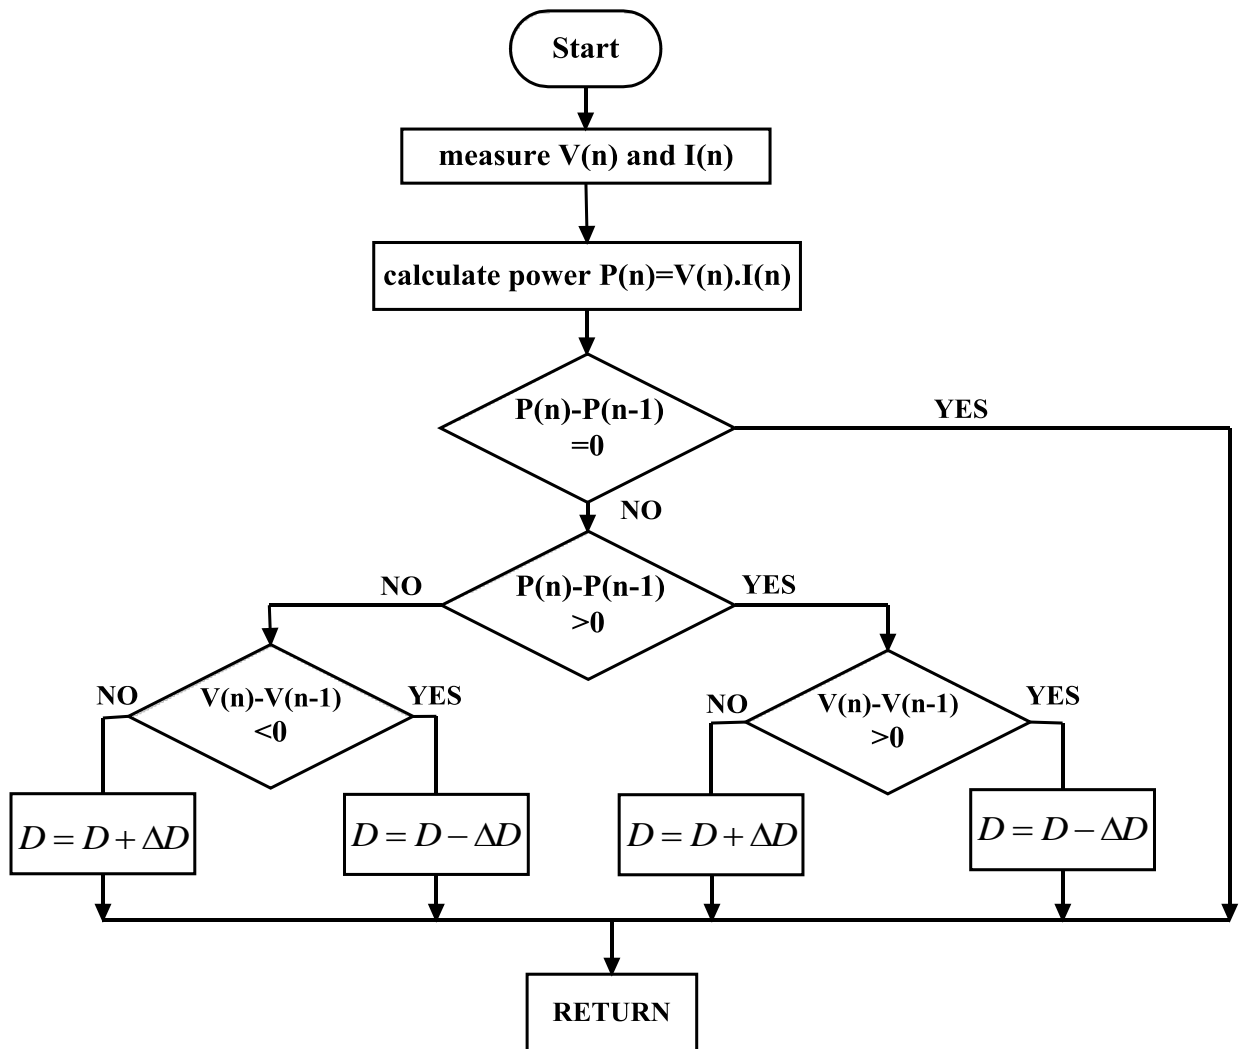 Start
measure V(n) and I(n)
calculate power P(n)=V(n).I(n)
P(n)-P(n-1)
=0
YES
NO
P(n)-P(n-1)
>0
NO
YES
V(n)-V(n-1)
<0
NO
YES
V(n)-V(n-1)
>0
NO
YES
D = D + ΔD
D = D − ΔD
D = D + ΔD
D = D − ΔD
RETURN